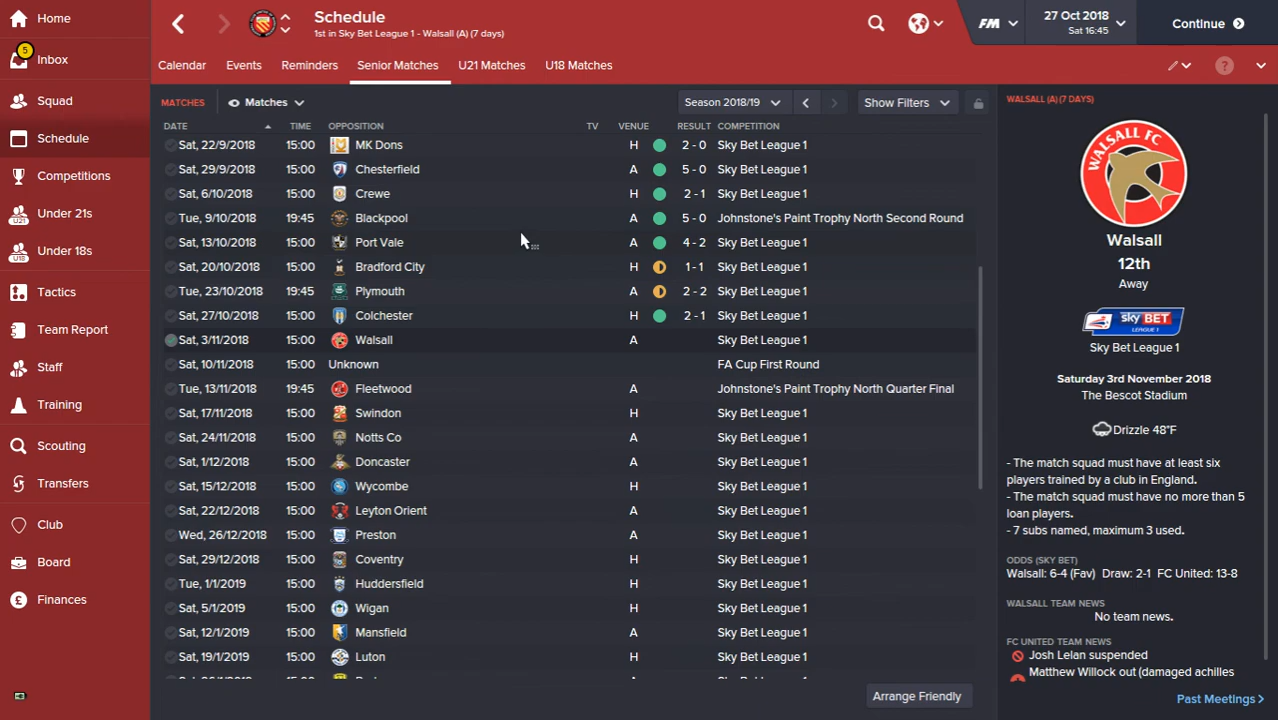 Home
5
Inbox
Squad
Schedule
Competitions
U21
Under 21s
U18
Under 18s
Tactics
Team Report
Staff
Training
Scouting
Transfers
Club
Board
Finances
Schedule
1st in Sky Bet League 1 - Walsall (A) (7 days)
FM
27 Oct 2018
Sat 16:45
Continue
Calendar Events Reminders Senior Matches U21 Matches U18 Matches
?
MATCHES Matches Season 2018/19 Show Filters
DATE TIME OPPOSITION TV VENUE RESULT COMPETITION
Sat, 22/9/2018 15:00 MK Dons H 2 - 0 Sky Bet League 1
Sat, 29/9/2018 15:00 Chesterfield A 5 - 0 Sky Bet League 1
Sat, 6/10/2018 15:00 Crewe H 2 - 1 Sky Bet League 1
Tue, 9/10/2018 19:45 Blackpool A 5 - 0 Johnstone's Paint Trophy North Second Round
Sat, 13/10/2018 15:00 Port Vale A 4 - 2 Sky Bet League 1
Sat, 20/10/2018 15:00 Bradford City H 1 - 1 Sky Bet League 1
Tue, 23/10/2018 19:45 Plymouth A 2 - 2 Sky Bet League 1
Sat, 27/10/2018 15:00 Colchester H 2 - 1 Sky Bet League 1
Sat, 3/11/2018 15:00 Walsall A Sky Bet League 1
Sat, 10/11/2018 15:00 Unknown FA Cup First Round
Tue, 13/11/2018 19:45 Fleetwood A Johnstone's Paint Trophy North Quarter Final
Sat, 17/11/2018 15:00 Swindon H Sky Bet League 1
Sat, 24/11/2018 15:00 Notts Co A Sky Bet League 1
Sat, 1/12/2018 15:00 Doncaster A Sky Bet League 1
Sat, 15/12/2018 15:00 Wycombe H Sky Bet League 1
Sat, 22/12/2018 15:00 Leyton Orient A Sky Bet League 1
Wed, 26/12/2018 15:00 Preston A Sky Bet League 1
Sat, 29/12/2018 15:00 Coventry H Sky Bet League 1
Tue, 1/1/2019 15:00 Huddersfield H Sky Bet League 1
Sat, 5/1/2019 15:00 Wigan H Sky Bet League 1
Sat, 12/1/2019 15:00 Mansfield A Sky Bet League 1
Sat, 19/1/2019 15:00 Luton H Sky Bet League 1
Arrange Friendly
WALSALL (A) (7 DAYS)
WALSALL FC
Walsall
12th
Away
sky BET
LEAGUE 1
Sky Bet League 1
Saturday 3rd November 2018
The Bescot Stadium
Drizzle 48°F
- The match squad must have at least six
players trained by a club in England.
- The match squad must have no more than 5
loan players.
- 7 subs named, maximum 3 used.
ODDS (SKY BET)
Walsall: 6-4 (Fav) Draw: 2-1 FC United: 13-8
WALSALL TEAM NEWS
No team news.
FC UNITED TEAM NEWS
Josh Lelan suspended
Matthew Willock out (damaged achilles
Past Meetings >